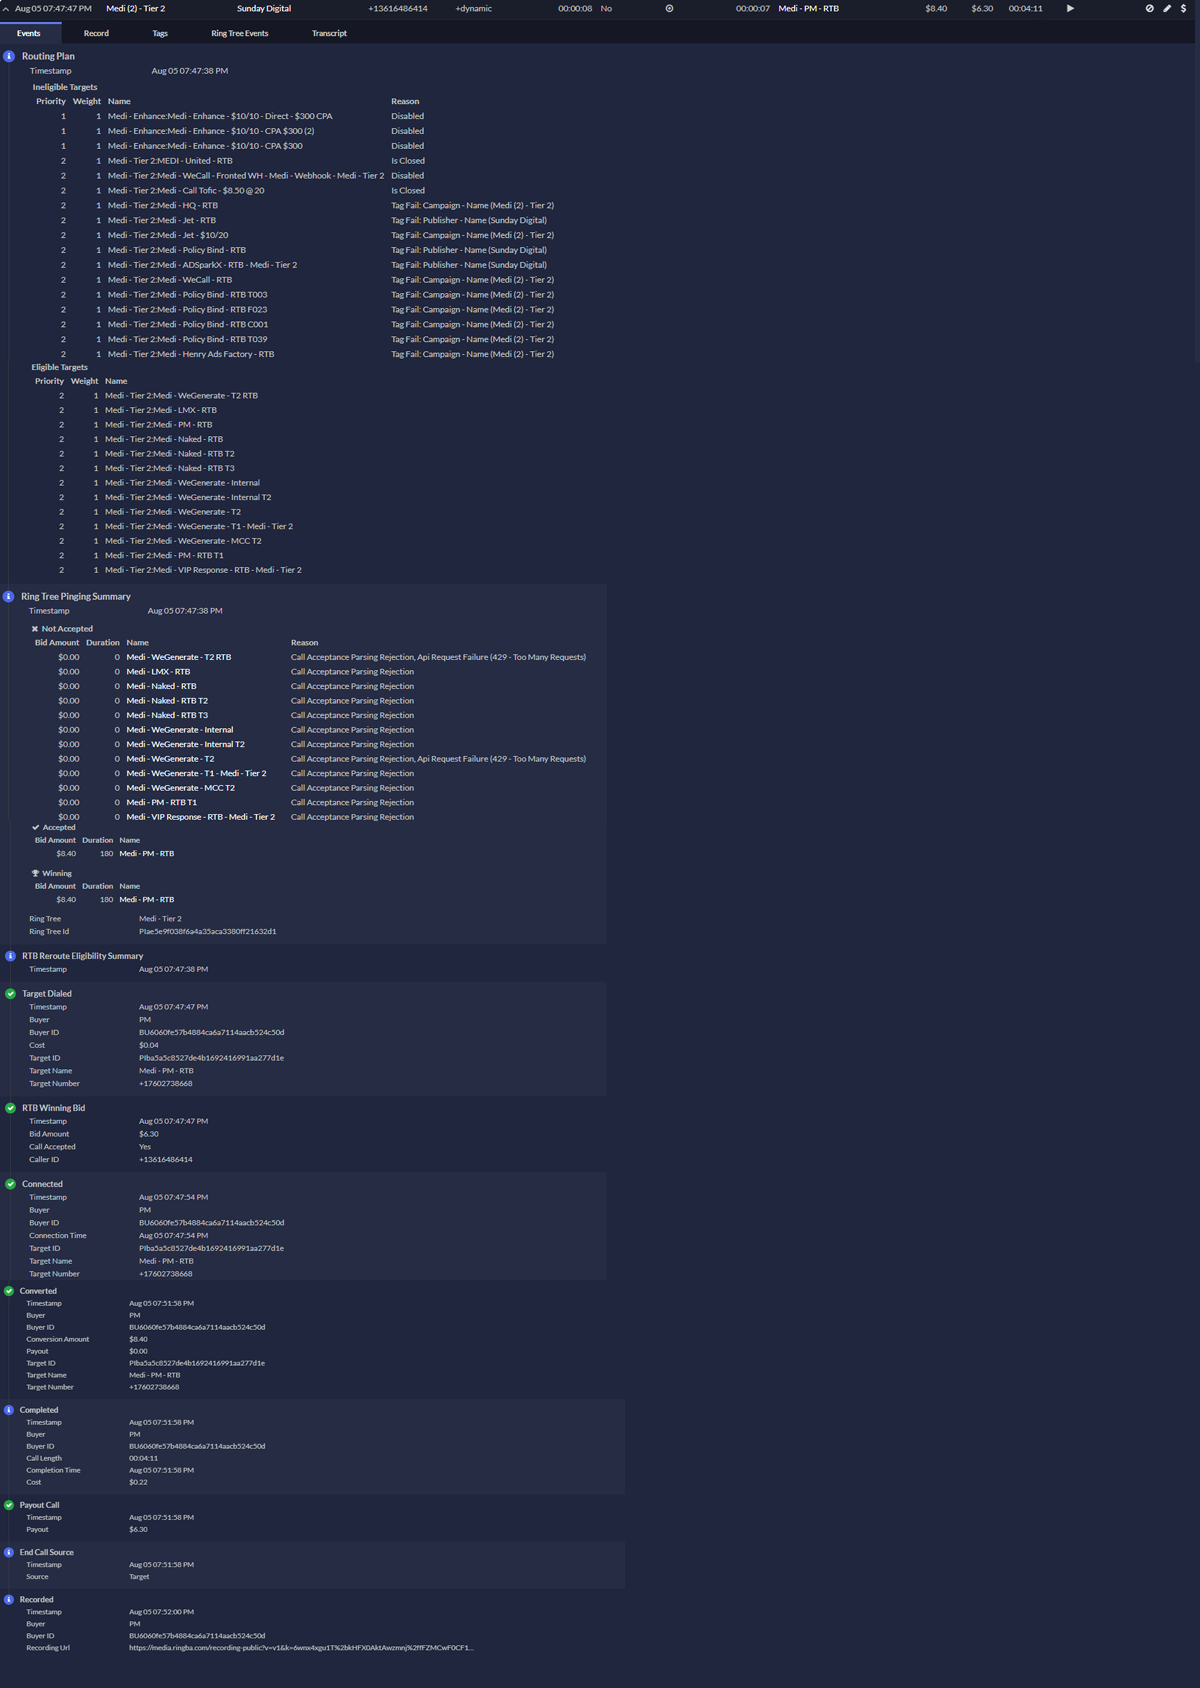 Aug 05 07:47:47 PM Medi (2) - Tier 2 Sunday Digital +13616486414 +dynamic 00:00:08 No 00:00:07 Medi - PM - RTB $8.40 $6.30 00:04:11
Events Record Tags Ring Tree Events Transcript
Routing Plan
Timestamp Aug 05 07:47:38 PM
Ineligible Targets
Priority Weight Name Reason
1 1 Medi - Enhance:Medi - Enhance - $10/10 - Direct - $300 CPA Disabled
1 1 Medi - Enhance:Medi - Enhance - $10/10 - CPA $300 (2) Disabled
1 1 Medi - Enhance:Medi - Enhance - $10/10 - CPA $300 Disabled
2 1 Medi - Tier 2:MEDI - United - RTB Is Closed
2 1 Medi - Tier 2:Medi - WeCall - Fronted WH - Medi - Webhook - Medi - Tier 2 Disabled
2 1 Medi - Tier 2:Medi - Call Tofic - $8.50 @ 20 Is Closed
2 1 Medi - Tier 2:Medi - HQ - RTB Tag Fail: Campaign - Name (Medi (2) - Tier 2)
2 1 Medi - Tier 2:Medi - Jet - RTB Tag Fail: Publisher - Name (Sunday Digital)
2 1 Medi - Tier 2:Medi - Jet - $10/20 Tag Fail: Campaign - Name (Medi (2) - Tier 2)
2 1 Medi - Tier 2:Medi - Policy Bind - RTB Tag Fail: Publisher - Name (Sunday Digital)
2 1 Medi - Tier 2:Medi - ADSparkX - RTB - Medi - Tier 2 Tag Fail: Publisher - Name (Sunday Digital)
2 1 Medi - Tier 2:Medi - WeCall - RTB Tag Fail: Campaign - Name (Medi (2) - Tier 2)
2 1 Medi - Tier 2:Medi - Policy Bind - RTB T003 Tag Fail: Campaign - Name (Medi (2) - Tier 2)
2 1 Medi - Tier 2:Medi - Policy Bind - RTB F023 Tag Fail: Campaign - Name (Medi (2) - Tier 2)
2 1 Medi - Tier 2:Medi - Policy Bind - RTB C001 Tag Fail: Campaign - Name (Medi (2) - Tier 2)
2 1 Medi - Tier 2:Medi - Policy Bind - RTB T039 Tag Fail: Campaign - Name (Medi (2) - Tier 2)
2 1 Medi - Tier 2:Medi - Henry Ads Factory - RTB Tag Fail: Campaign - Name (Medi (2) - Tier 2)
Eligible Targets
Priority Weight Name
2 1 Medi - Tier 2:Medi - WeGenerate - T2 RTB
2 1 Medi - Tier 2:Medi - LMX - RTB
2 1 Medi - Tier 2:Medi - PM - RTB
2 1 Medi - Tier 2:Medi - Naked - RTB
2 1 Medi - Tier 2:Medi - Naked - RTB T2
2 1 Medi - Tier 2:Medi - Naked - RTB T3
2 1 Medi - Tier 2:Medi - WeGenerate - Internal
2 1 Medi - Tier 2:Medi - WeGenerate - Internal T2
2 1 Medi - Tier 2:Medi - WeGenerate - T2
2 1 Medi - Tier 2:Medi - WeGenerate - T1 - Medi - Tier 2
2 1 Medi - Tier 2:Medi - WeGenerate - MCC T2
2 1 Medi - Tier 2:Medi - PM - RTB T1
2 1 Medi - Tier 2:Medi - VIP Response - RTB - Medi - Tier 2
Ring Tree Pinging Summary
Timestamp Aug 05 07:47:38 PM
Not Accepted
Bid Amount Duration Name Reason
$0.00 0 Medi - WeGenerate - T2 RTB Call Acceptance Parsing Rejection, Api Request Failure (429 - Too Many Requests)
$0.00 0 Medi - LMX - RTB Call Acceptance Parsing Rejection
$0.00 0 Medi - Naked - RTB Call Acceptance Parsing Rejection
$0.00 0 Medi - Naked - RTB T2 Call Acceptance Parsing Rejection
$0.00 0 Medi - Naked - RTB T3 Call Acceptance Parsing Rejection
$0.00 0 Medi - WeGenerate - Internal Call Acceptance Parsing Rejection
$0.00 0 Medi - WeGenerate - Internal T2 Call Acceptance Parsing Rejection
$0.00 0 Medi - WeGenerate - T2 Call Acceptance Parsing Rejection, Api Request Failure (429 - Too Many Requests)
$0.00 0 Medi - WeGenerate - T1 - Medi - Tier 2 Call Acceptance Parsing Rejection
$0.00 0 Medi - WeGenerate - MCC T2 Call Acceptance Parsing Rejection
$0.00 0 Medi - PM - RTB T1 Call Acceptance Parsing Rejection
$0.00 0 Medi - VIP Response - RTB - Medi - Tier 2 Call Acceptance Parsing Rejection
Accepted
Bid Amount Duration Name
$8.40 180 Medi - PM - RTB
Winning
Bid Amount Duration Name
$8.40 180 Medi - PM - RTB
Ring Tree Medi - Tier 2
Ring Tree Id PIae5e9f038f6a4a35aca3380ff21632d1
RTB Reroute Eligibility Summary
Timestamp Aug 05 07:47:38 PM
Target Dialed
Timestamp Aug 05 07:47:47 PM
Buyer PM
Buyer ID BU6060fe57b4884ca6a7114aacb524c50d
Cost $0.04
Target ID PIba5a5c8527de4b1692416991aa277d1e
Target Name Medi - PM - RTB
Target Number +17602738668
RTB Winning Bid
Timestamp Aug 05 07:47:47 PM
Bid Amount $6.30
Call Accepted Yes
Caller ID +13616486414
Connected
Timestamp Aug 05 07:47:54 PM
Buyer PM
Buyer ID BU6060fe57b4884ca6a7114aacb524c50d
Connection Time Aug 05 07:47:54 PM
Target ID PIba5a5c8527de4b1692416991aa277d1e
Target Name Medi - PM - RTB
Target Number +17602738668
Converted
Timestamp Aug 05 07:51:58 PM
Buyer PM
Buyer ID BU6060fe57b4884ca6a7114aacb524c50d
Conversion Amount $8.40
Payout $0.00
Target ID PIba5a5c8527de4b1692416991aa277d1e
Target Name Medi - PM - RTB
Target Number +17602738668
Completed
Timestamp Aug 05 07:51:58 PM
Buyer PM
Buyer ID BU6060fe57b4884ca6a7114aacb524c50d
Call Length 00:04:11
Completion Time Aug 05 07:51:58 PM
Cost $0.22
Payout Call
Timestamp Aug 05 07:51:58 PM
Payout $6.30
End Call Source
Timestamp Aug 05 07:51:58 PM
Source Target
Recorded
Timestamp Aug 05 07:52:00 PM
Buyer PM
Buyer ID BU6060fe57b4884ca6a7114aacb524c50d
Recording Url https://media.ringba.com/recording-public?v=v1&k=6wnx4xgu1T%2bkHFX0AktAwzmnj%2ffFZMCwF0CF1...